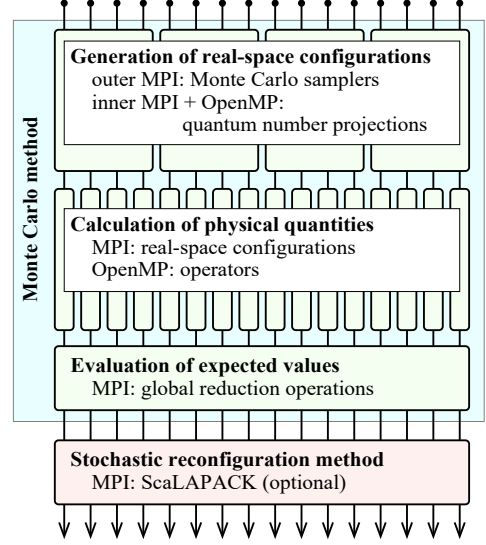 Generation of real-space configurations
outer MPI: Monte Carlo samplers
inner MPI + OpenMP:
quantum number projections
Monte Carlo method
Calculation of physical quantities
MPI: real-space configurations
OpenMP: operators
Evaluation of expected values
MPI: global reduction operations
Stochastic reconfiguration method
MPI: ScaLAPACK (optional)